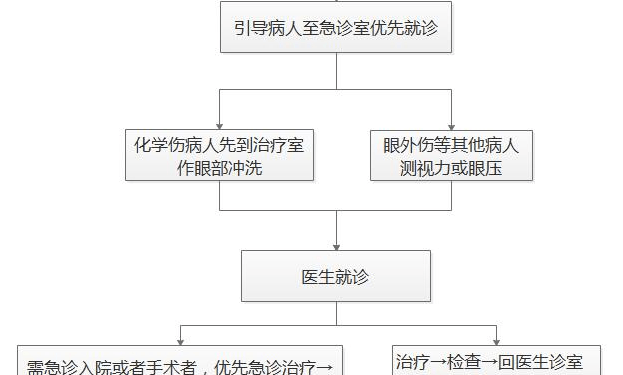 引导病人至急诊室优先就诊
化学伤病人先到治疗室
作眼部冲洗
眼外伤等其他病人
测视力或眼压
医生就诊
需急诊入院或者手术者，优先急诊治疗→
治疗→检查→回医生诊室